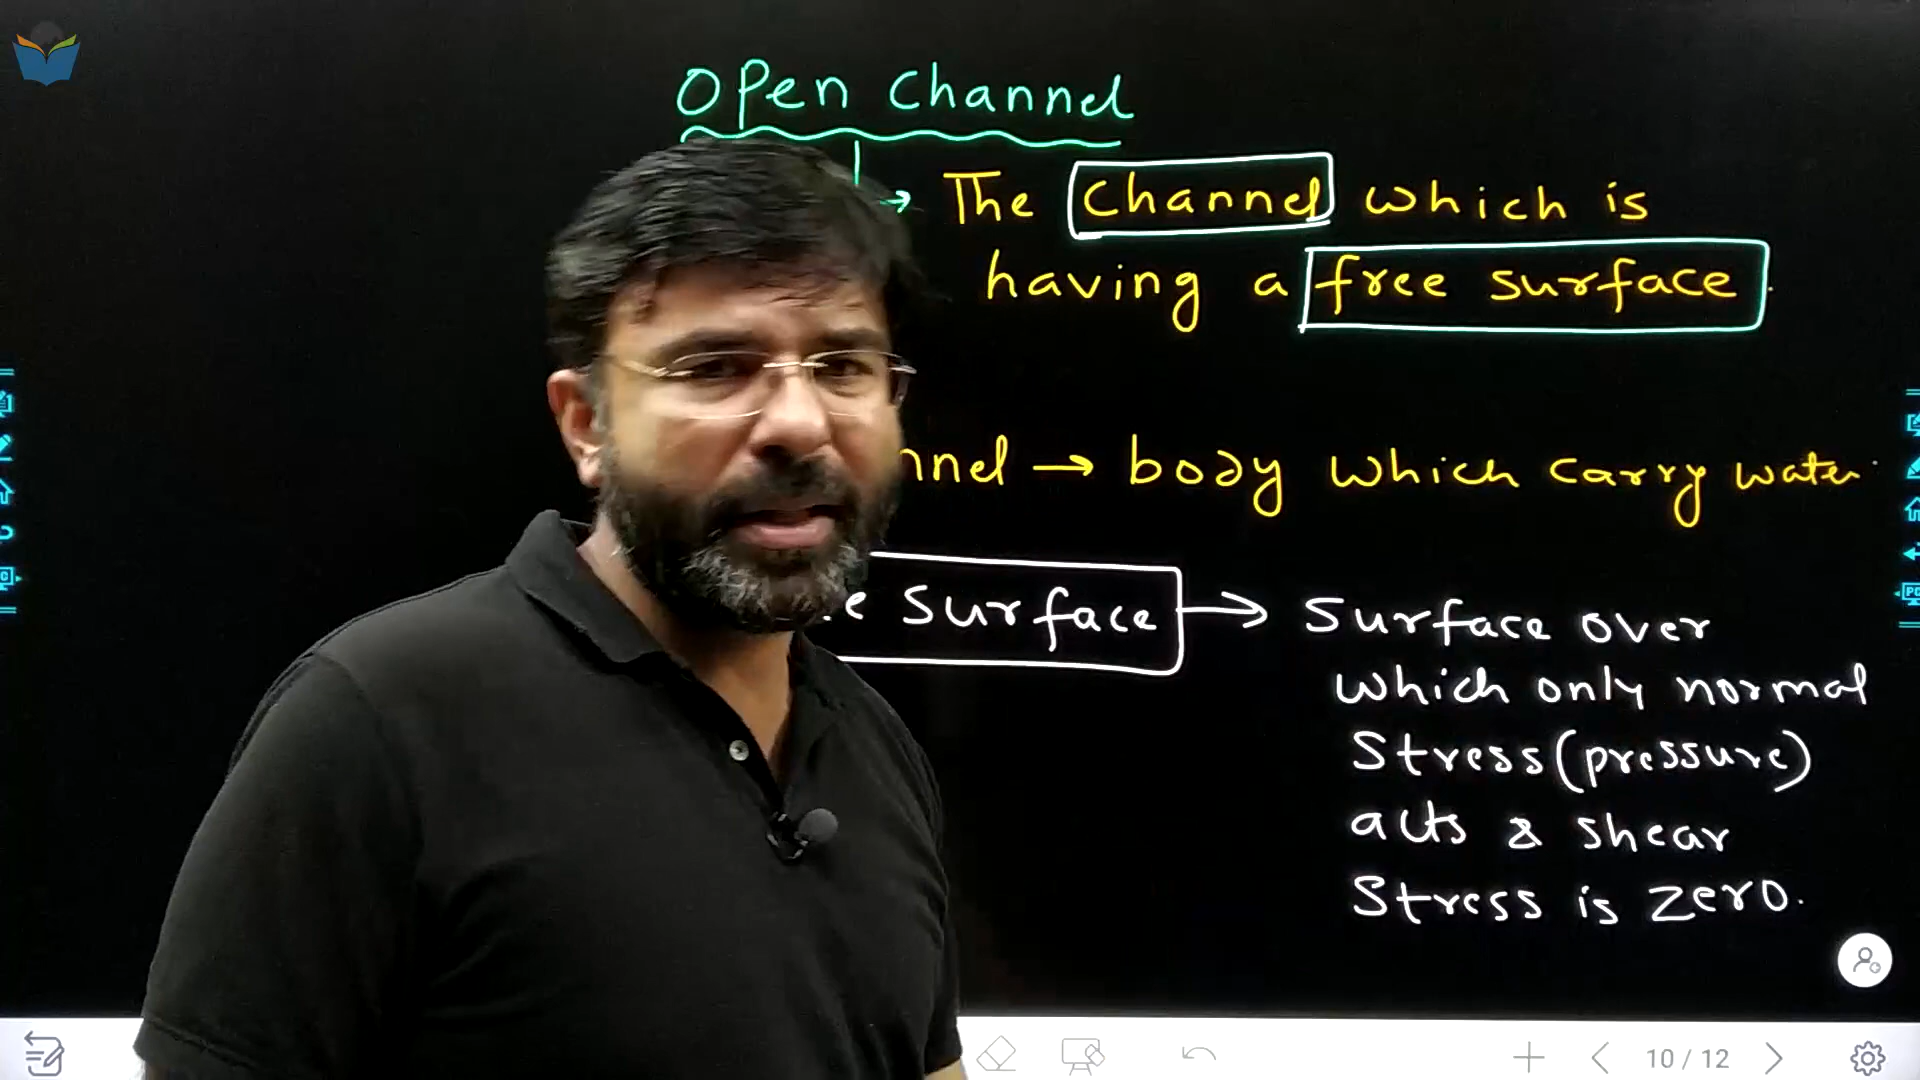 Open Channel
→ The Channel which is
having a free surface.
nnel → body which carry water.
e Surface → Surface over
which only normal
Stress (pressure)
acts & shear
Stress is zero.
10 / 12